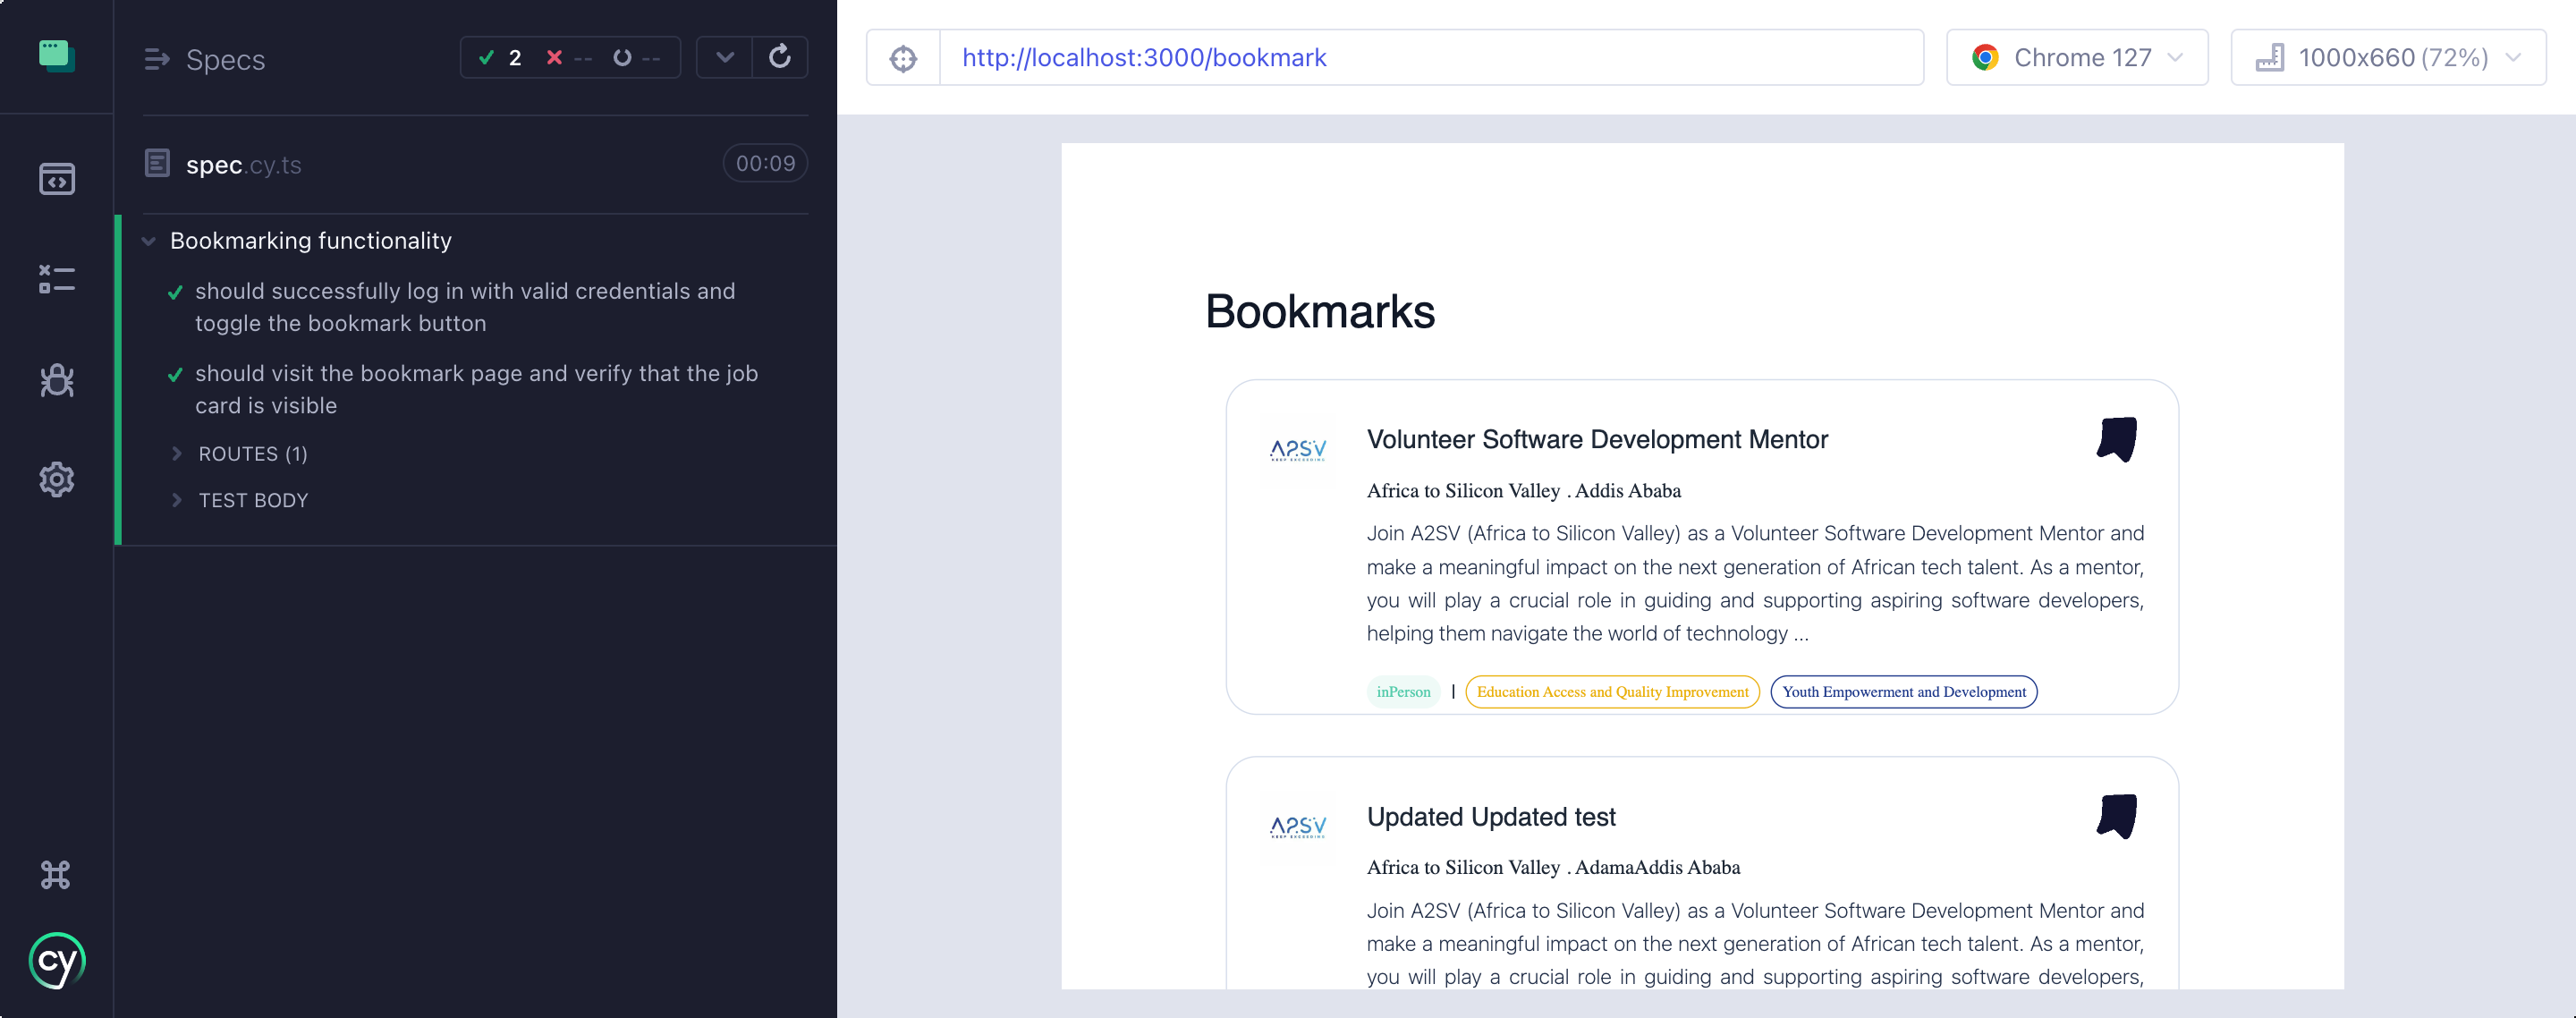 Specs
2 -- --
spec.cy.ts
00:09
Bookmarking functionality
should successfully log in with valid credentials and
toggle the bookmark button
should visit the bookmark page and verify that the job
card is visible
ROUTES (1)
TEST BODY
cy
http://localhost:3000/bookmark
Chrome 127
1000x660 (72%)
Bookmarks
A2SV
Volunteer Software Development Mentor
Africa to Silicon Valley . Addis Ababa
Join A2SV (Africa to Silicon Valley) as a Volunteer Software Development Mentor and
make a meaningful impact on the next generation of African tech talent. As a mentor,
you will play a crucial role in guiding and supporting aspiring software developers,
helping them navigate the world of technology ...
inPerson | Education Access and Quality Improvement Youth Empowerment and Development
A2SV
Updated Updated test
Africa to Silicon Valley . AdamaAddis Ababa
Join A2SV (Africa to Silicon Valley) as a Volunteer Software Development Mentor and
make a meaningful impact on the next generation of African tech talent. As a mentor,
you will play a crucial role in guiding and supporting aspiring software developers,